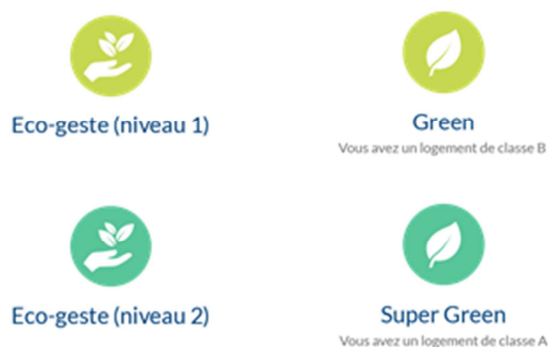 Eco-geste (niveau 1)
Green
Vous avez un logement de classe B
Eco-geste (niveau 2)
Super Green
Vous avez un logement de classe A